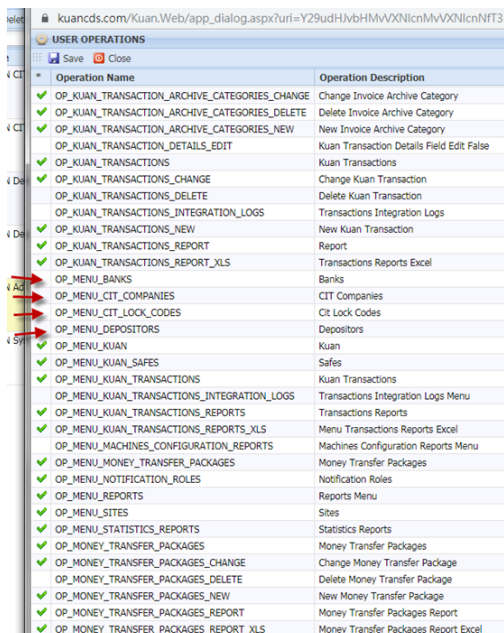 kuancds.com/Kuan.Web/app_dialog.aspx?uri=Y29udHJvbHMvVXNlcnMvVXNlcnNfT3
USER OPERATIONS
Save Close
* Operation Name Operation Description
OP_KUAN_TRANSACTION_ARCHIVE_CATEGORIES_CHANGE Change Invoice Archive Category
OP_KUAN_TRANSACTION_ARCHIVE_CATEGORIES_DELETE Delete Invoice Archive Category
OP_KUAN_TRANSACTION_ARCHIVE_CATEGORIES_NEW New Invoice Archive Category
OP_KUAN_TRANSACTION_DETAILS_EDIT Kuan Transaction Details Field Edit False
OP_KUAN_TRANSACTIONS Kuan Transactions
OP_KUAN_TRANSACTIONS_CHANGE Change Kuan Transaction
OP_KUAN_TRANSACTIONS_DELETE Delete Kuan Transaction
OP_KUAN_TRANSACTIONS_INTEGRATION_LOGS Transactions Integration Logs
OP_KUAN_TRANSACTIONS_NEW New Kuan Transaction
OP_KUAN_TRANSACTIONS_REPORT Report
OP_KUAN_TRANSACTIONS_REPORT_XLS Transactions Reports Excel
OP_MENU_BANKS Banks
OP_MENU_CIT_COMPANIES CIT Companies
OP_MENU_CIT_LOCK_CODES Cit Lock Codes
OP_MENU_DEPOSITORS Depositors
OP_MENU_KUAN Kuan
OP_MENU_KUAN_SAFES Safes
OP_MENU_KUAN_TRANSACTIONS Kuan Transactions
OP_MENU_KUAN_TRANSACTIONS_INTEGRATION_LOGS Transactions Integration Logs Menu
OP_MENU_KUAN_TRANSACTIONS_REPORTS Transactions Reports
OP_MENU_KUAN_TRANSACTIONS_REPORTS_XLS Menu Transactions Reports Excel
OP_MENU_MACHINES_CONFIGURATION_REPORTS Machines Configuration Reports Menu
OP_MENU_MONEY_TRANSFER_PACKAGES Money Transfer Packages
OP_MENU_NOTIFICATION_ROLES Notification Roles
OP_MENU_REPORTS Reports Menu
OP_MENU_SITES Sites
OP_MENU_STATISTICS_REPORTS Statistics Reports
OP_MONEY_TRANSFER_PACKAGES Money Transfer Packages
OP_MONEY_TRANSFER_PACKAGES_CHANGE Change Money Transfer Package
OP_MONEY_TRANSFER_PACKAGES_DELETE Delete Money Transfer Package
OP_MONEY_TRANSFER_PACKAGES_NEW New Money Transfer Package
OP_MONEY_TRANSFER_PACKAGES_REPORT Money Transfer Packages Report
OP_MONEY_TRANSFER_PACKAGES_REPORT_XLS Money Transfer Packages Report Excel